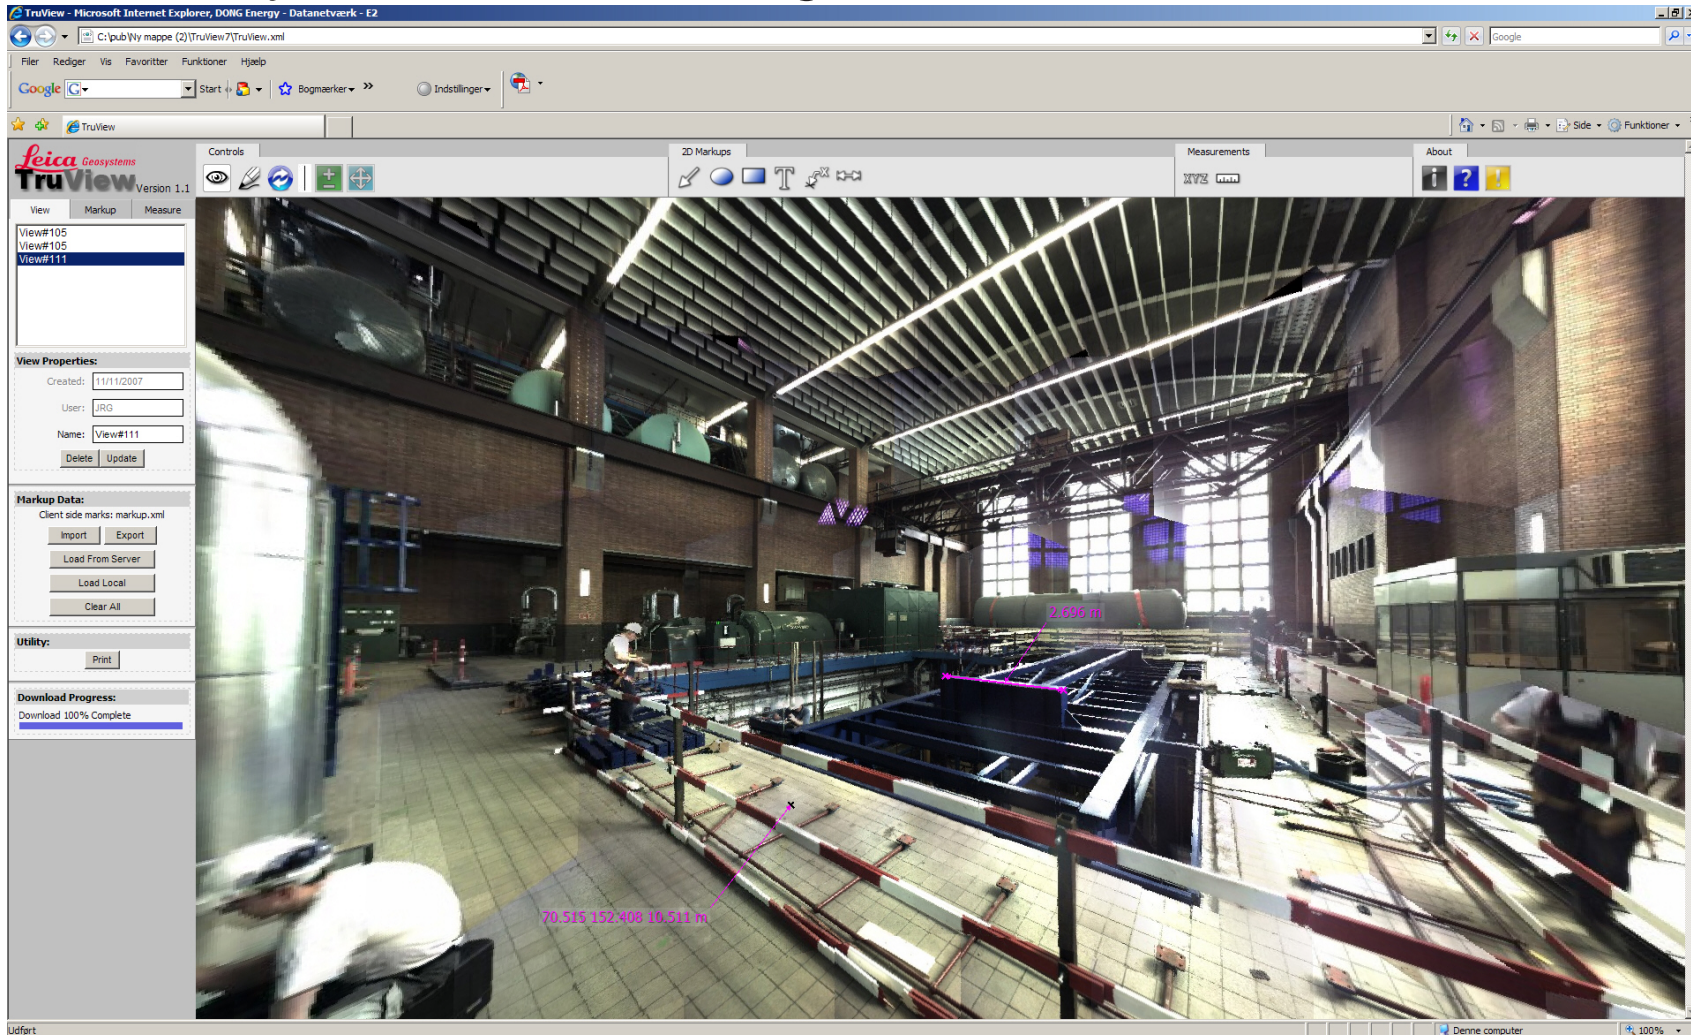 TruView - Microsoft Internet Explorer, DONG Energy - Datanetværk - E2
C:\pub\Ny mappe (2)\TruView7\TruView.xml
Google
Filer Rediger Vis Favoritter Funktioner Hjælp
Google G Start Bogmærker Indstillinger
TruView
Side Funktioner
Leica Geosystems
TruView Version 1.1
Controls
2D Markups
Measurements
About
T X XYZ i ? !
View Markup Measure
View#105
View#105
View#111
View Properties:
Created: 11/11/2007
User: JRG
Name: View#111
Delete Update
Markup Data:
Client side marks: markup.xml
Import Export
Load From Server
Load Local
Clear All
Utility:
Print
Download Progress:
Download 100% Complete
2.696 m
70.515 152.408 10.511 m
Udført
Denne computer
100%